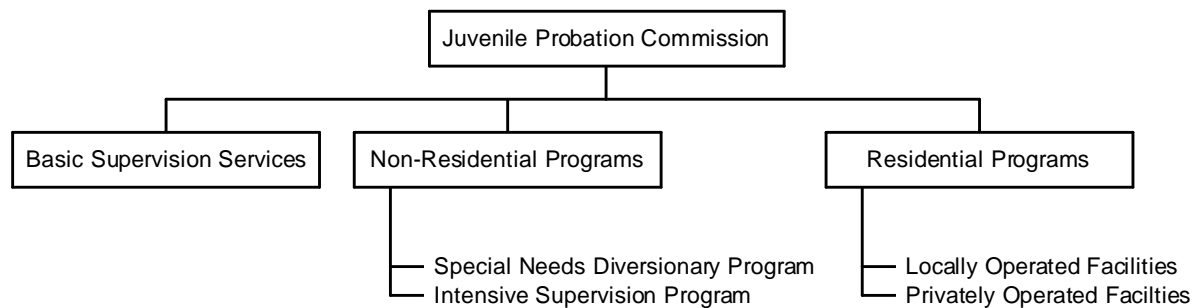 Juvenile Probation Commission
Basic Supervision Services
Non-Residential Programs
Residential Programs
Special Needs Diversionary Program
Intensive Supervision Program
Locally Operated Facilities
Privately Operated Facilties